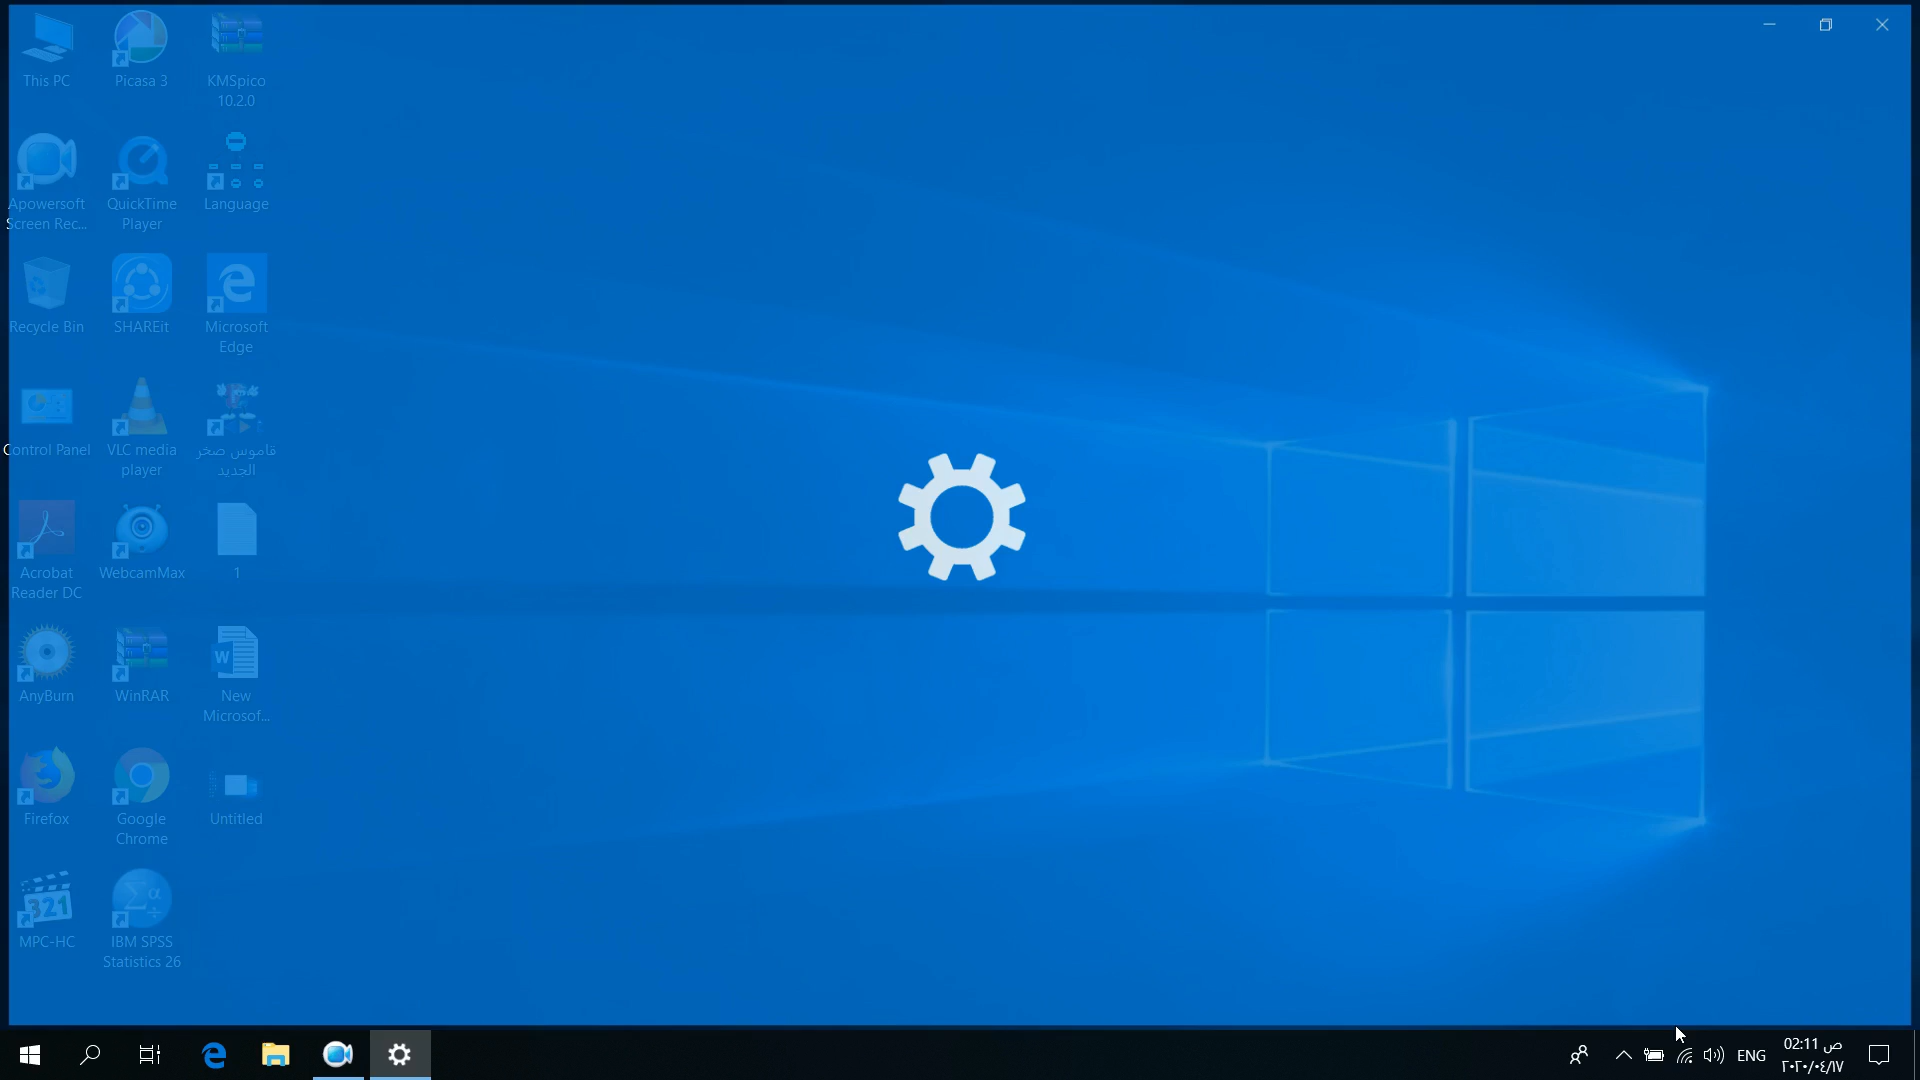 This PC
Picasa 3
KMSpico
10.2.0
Apowersoft
Screen Rec...
QuickTime
Player
Language
Recycle Bin
SHAREit
Microsoft
Edge
Control Panel
VLC media
player
قاموس صخر
الجديد
Acrobat
Reader DC
WebcamMax
1
AnyBurn
WinRAR
New
Microsof...
Firefox
Google
Chrome
Untitled
321
MPC-HC
IBM SPSS
Statistics 26
ENG
02:11 ص
٢٠٢٠/٠٤/١٧